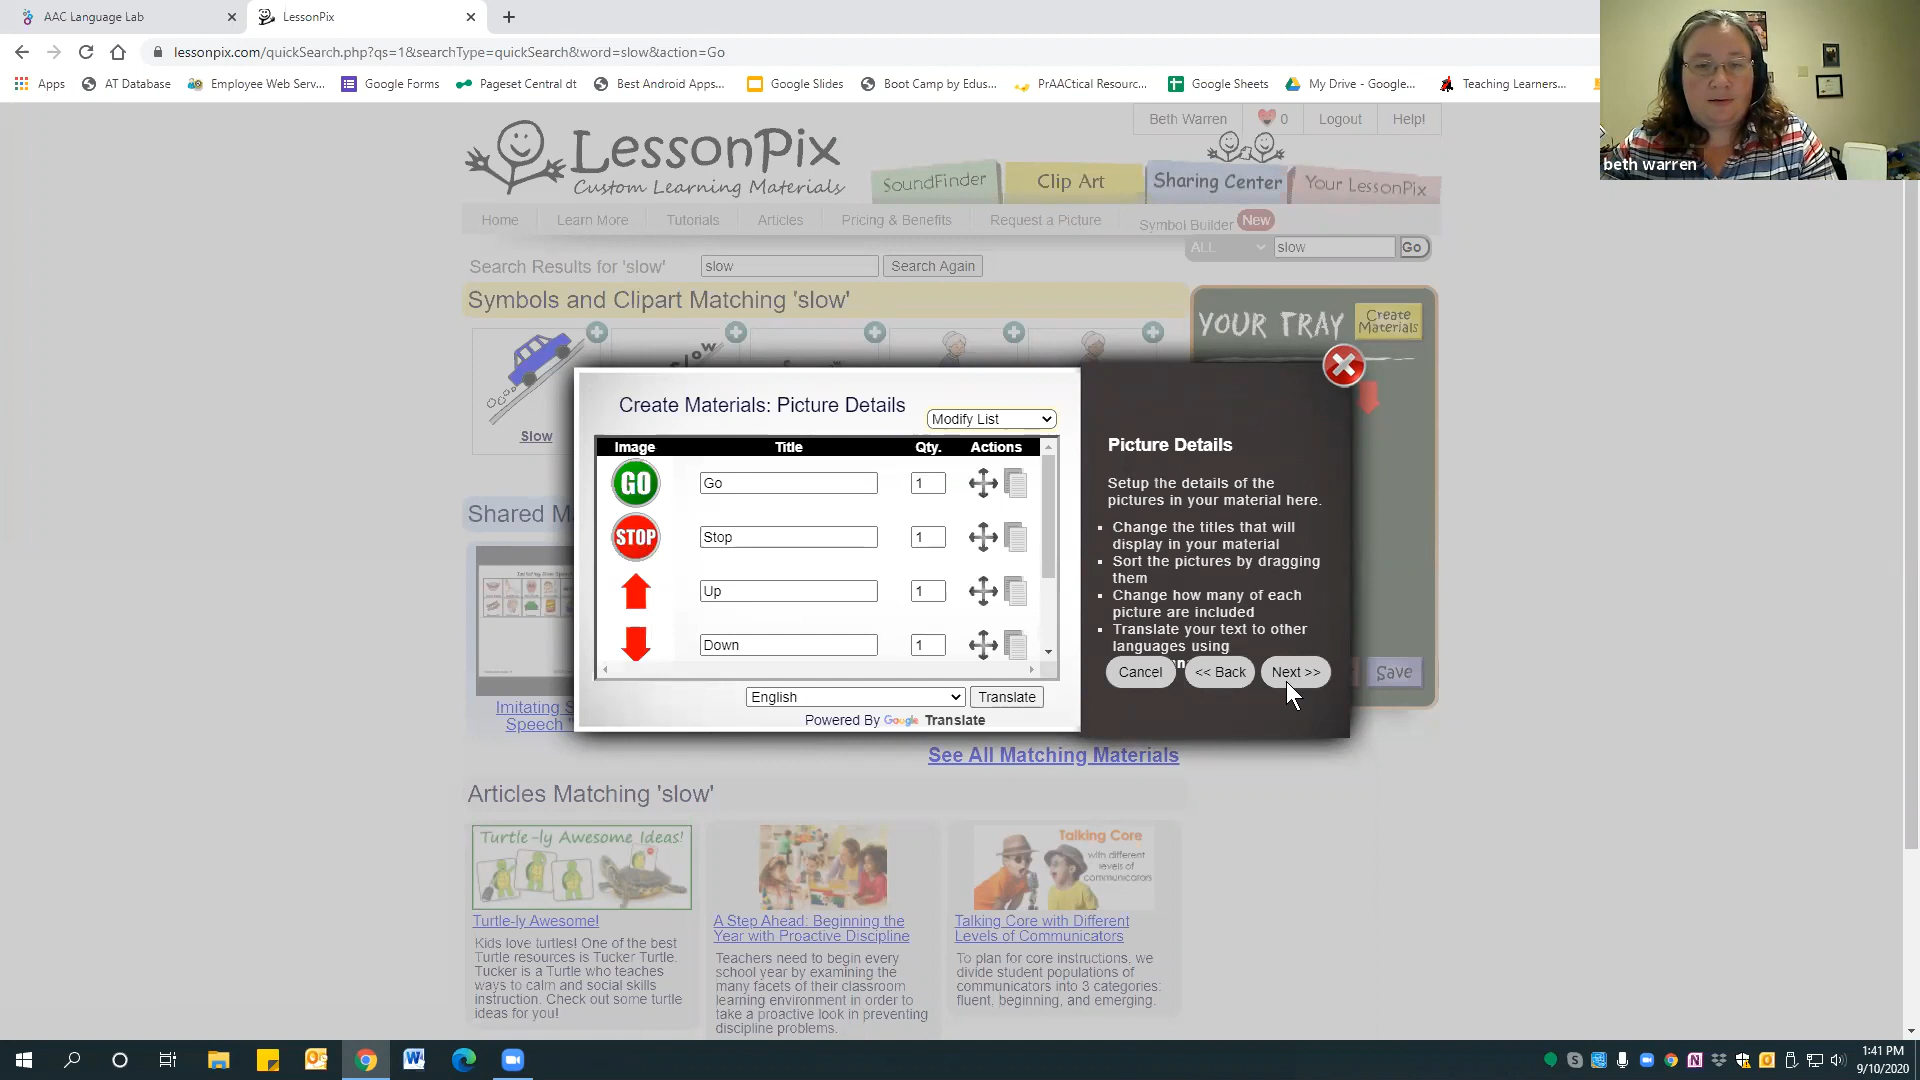 AAC Language Lab
LessonPix
lessonpix.com/quickSearch.php?qs=1&searchType=quickSearch&word=slow&action=Go
Apps
AT Database
Employee Web Serv...
Google Forms
Pageset Central dt
Best Android Apps...
Google Slides
Boot Camp by Edus...
PrAACtical Resourc...
Google Sheets
My Drive - Google...
Teaching Learners...
beth warren
LessonPix
Custom Learning Materials
Beth Warren
0
Logout
Help!
SoundFinder
Clip Art
Sharing Center
Your LessonPix
Home
Learn More
Tutorials
Articles
Pricing & Benefits
Request a Picture
Symbol Builder
New
ALL
slow
Go
Search Results for 'slow'
slow
Search Again
Symbols and Clipart Matching 'slow'
Slow
YOUR TRAY
Create
Materials
Save
Shared M
Imitating S
Speech "
Create Materials: Picture Details
Modify List
Image Title Qty. Actions
GO Go 1
STOP Stop 1
Up 1
Down 1
English
Translate
Powered By Google Translate
Picture Details
Setup the details of the
pictures in your material here.
Change the titles that will
display in your material
Sort the pictures by dragging
them
Change how many of each
picture are included
Translate your text to other
languages using
Cancel
<< Back
Next >>
See All Matching Materials
Articles Matching 'slow'
Turtle-ly Awesome Ideas!
Turtle-ly Awesome!
Kids love turtles! One of the best
Turtle resources is Tucker Turtle.
Tucker is a Turtle who teaches
ways to calm and social skills
instruction. Check out some turtle
ideas for you!
A Step Ahead: Beginning the
Year with Proactive Discipline
Teachers need to begin every
school year by examining the
many facets of their classroom
learning environment in order to
take a proactive look in preventing
discipline problems.
Talking Core
with different
levels of
communicators
Talking Core with Different
Levels of Communicators
To plan for core instructions, we
divide student populations of
communicators into 3 categories:
fluent, beginning, and emerging.
1:41 PM
9/10/2020